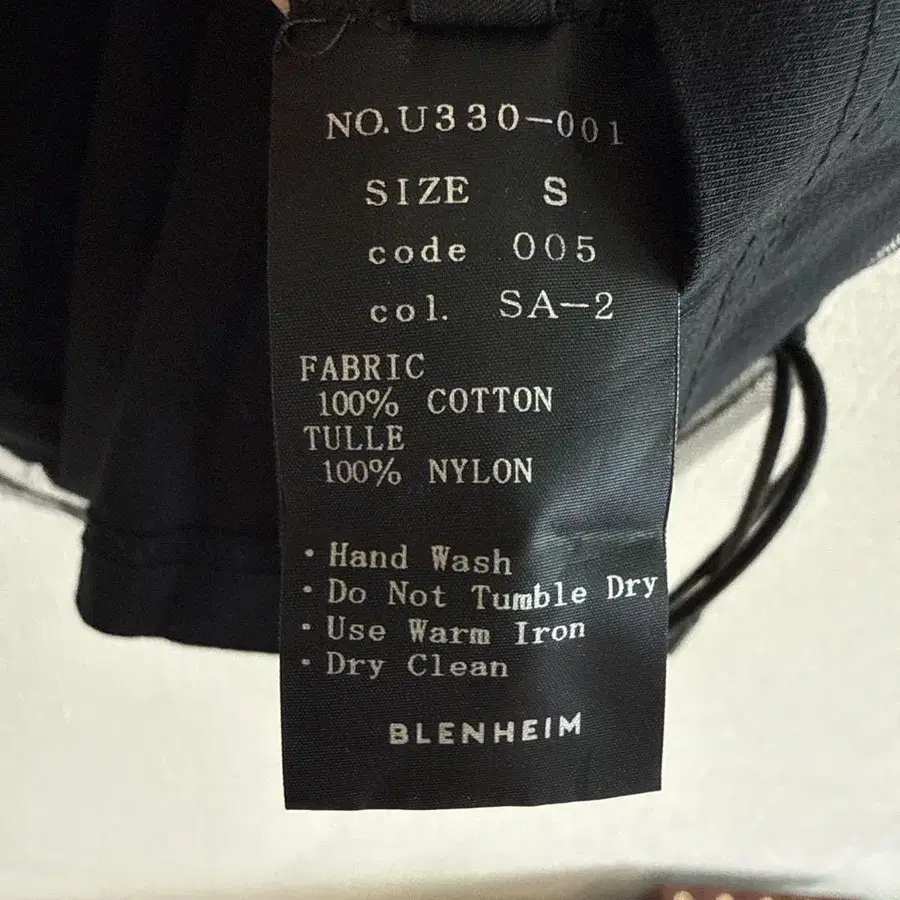 NO.U330-001
SIZE S
code 005
col. SA-2
FABRIC
100% COTTON
TULLE
100% NYLON
・Hand Wash
・Do Not Tumble Dry
・Use Warm Iron
・Dry Clean
BLENHEIM